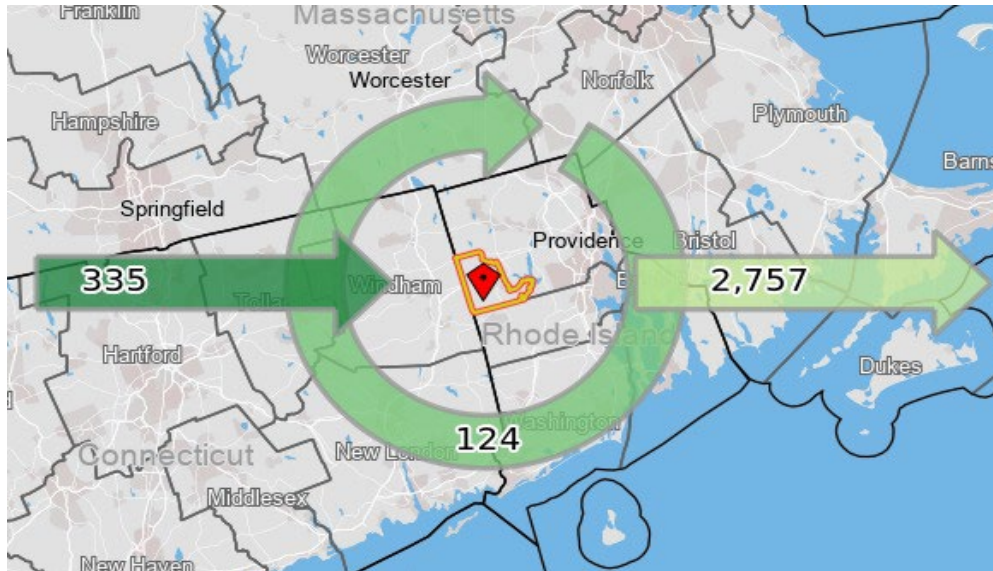 Franklin
Massachusetts
Worcester
Worcester
Norfolk
Hampshire
Plymouth
Springfield
Providence
Bristol
335
Windham
2,757
Rhode Island
Hartford
Dukes
124
Washington
New London
Connecticut
Middlesex
New Haven